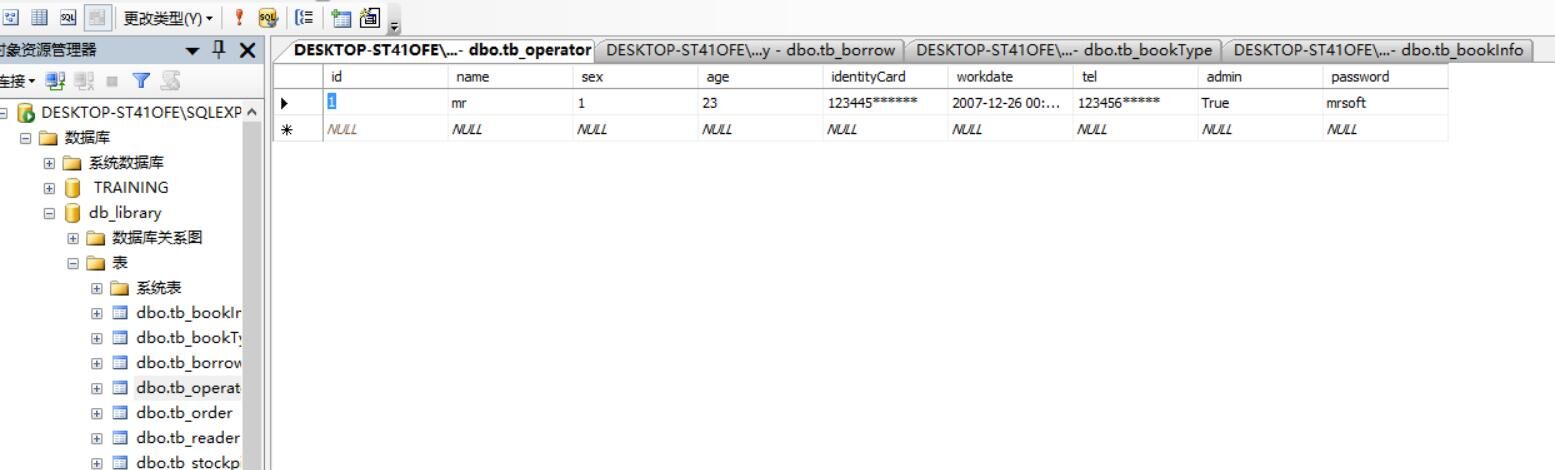 更改类型(Y)
对象资源管理器
DESKTOP-ST41OFE\...- dbo.tb_operator
DESKTOP-ST41OFE\...y - dbo.tb_borrow
DESKTOP-ST41OFE\...- dbo.tb_bookType
DESKTOP-ST41OFE\...- dbo.tb_bookInfo
连接
id name sex age identityCard workdate tel admin password
1 mr 1 23 123445****** 2007-12-26 00:... 123456***** True mrsoft
NULL NULL NULL NULL NULL NULL NULL NULL NULL
DESKTOP-ST41OFE\SQLEXP
数据库
系统数据库
TRAINING
db_library
数据库关系图
表
系统表
dbo.tb_bookIn
dbo.tb_bookTy
dbo.tb_borrow
dbo.tb_operat
dbo.tb_order
dbo.tb_reader
dbo.tb_stockpi